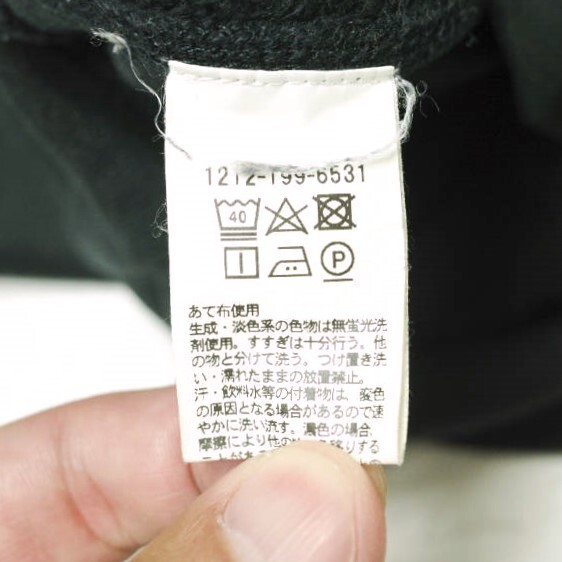 1212-199-6531
40
P
あて布使用
生成・淡色系の色物は無蛍光洗
剤使用。すすぎは十分行う。他
の物と分けて洗う。つけ置き洗
い・濡れたままの放置禁止。
汗・飲料水等の付着物は、変色
の原因となる場合があるので速
やかに洗い流す。濃色の場合、
摩擦により他の